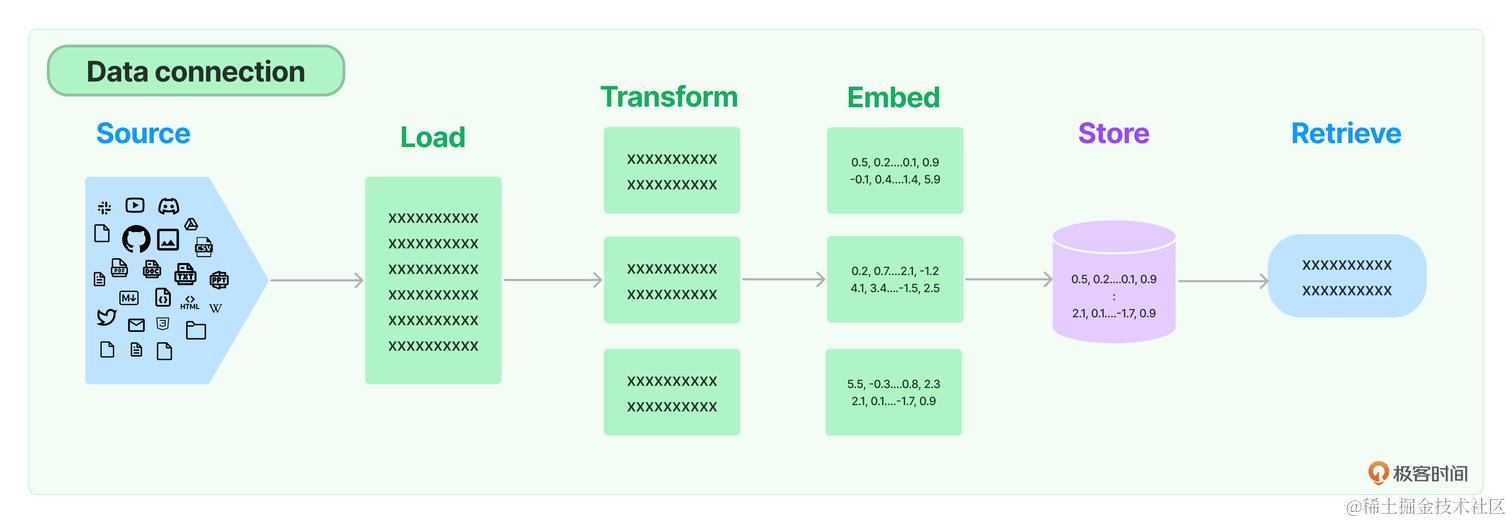 Data connection
Source
Load
Transform
Embed
Store
Retrieve
CSV
PDF
DOC
TXT
PPT
M
HTML
W
3
XXXXXXXXXX
XXXXXXXXXX
XXXXXXXXXX
XXXXXXXXXX
XXXXXXXXXX
XXXXXXXXXX
XXXXXXXXXX
XXXXXXXXXX
XXXXXXXXXX
XXXXXXXXXX
XXXXXXXXXX
XXXXXXXXXX
0.5, 0.2....0.1, 0.9
-0.1, 0.4....1.4, 5.9
0.2, 0.7....2.1, -1.2
4.1, 3.4....-1.5, 2.5
5.5, -0.3....0.8, 2.3
2.1, 0.1....-1.7, 0.9
0.5, 0.2....0.1, 0.9
:
2.1, 0.1....-1.7, 0.9
XXXXXXXXXX
XXXXXXXXXX
极客时间
@稀土掘金技术社区